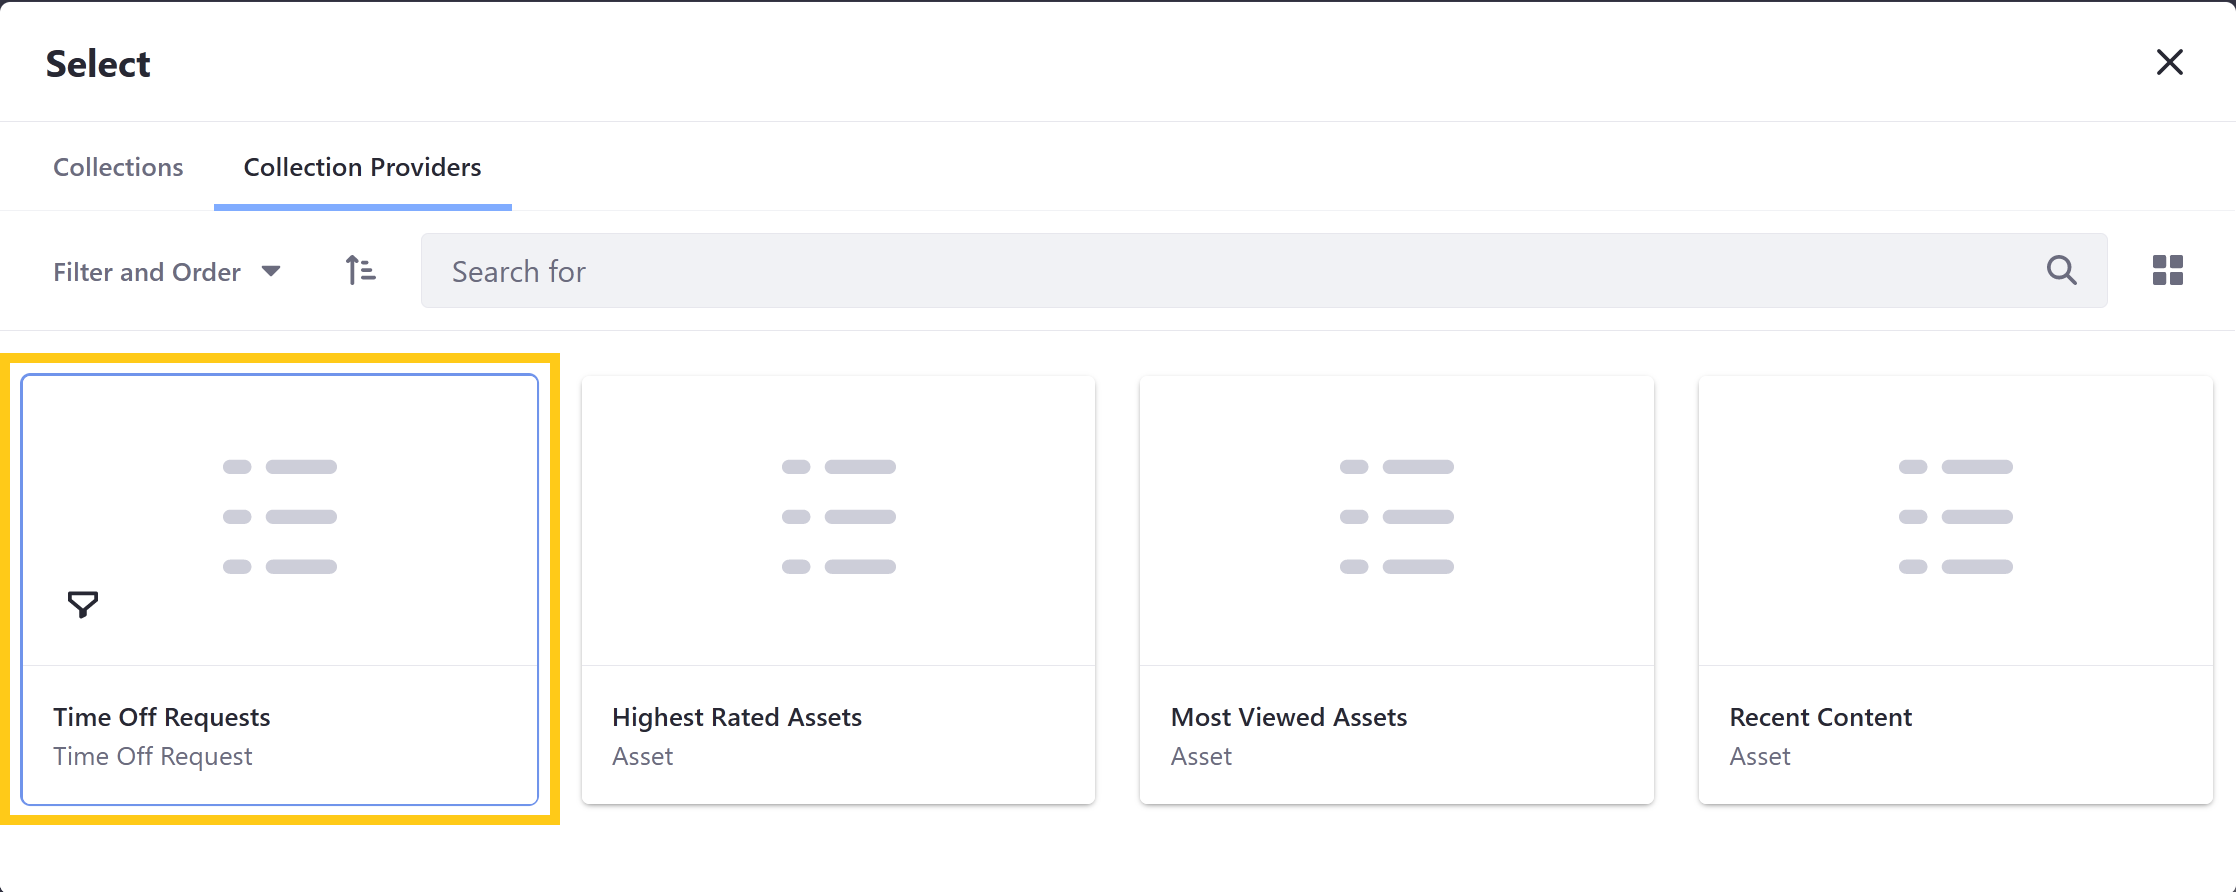 Select
Collections
Collection Providers
Filter and Order
Search for
Time Off Requests
Time Off Request
Highest Rated Assets
Asset
Most Viewed Assets
Asset
Recent Content
Asset